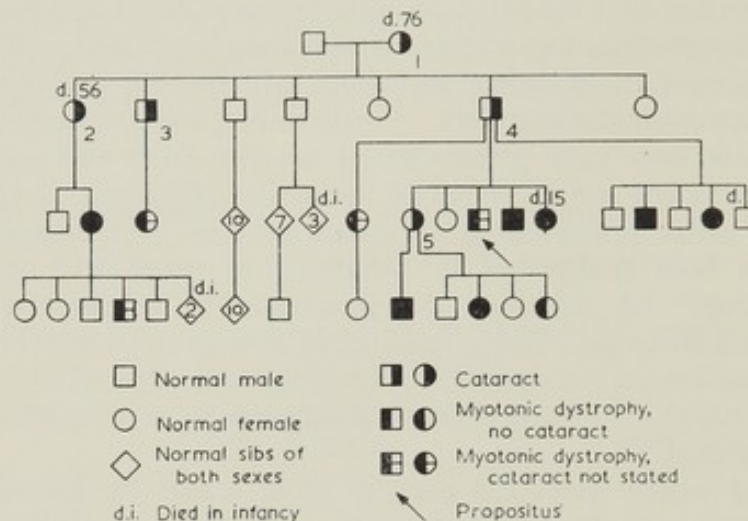 d.76
1
d.56
2
3
4
d.i.
d.15
d.
10
7
3
5
d.i.
2
10
Normal male
Cataract
Normal female
Myotonic dystrophy,
no cataract
Normal sibs of
both sexes
Myotonic dystrophy,
cataract not stated
d.i. Died in infancy
Propositus